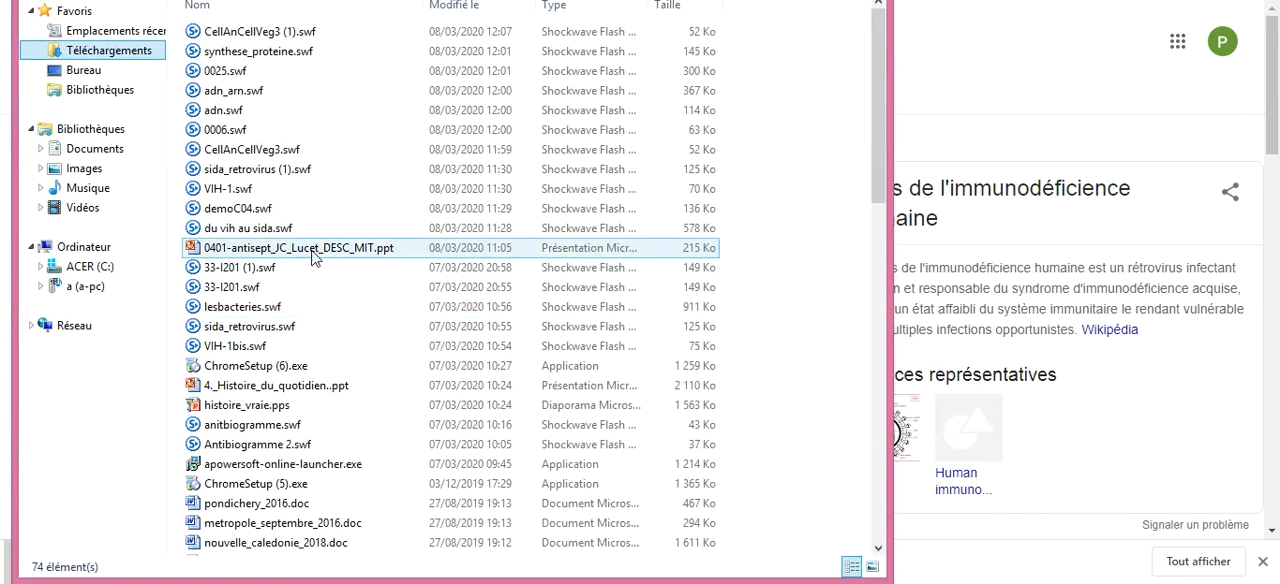 Nom Modifié le Type Taille
Favoris
Emplacements récer
Téléchargements
Bureau
Bibliothèques
Bibliothèques
Documents
Images
Musique
Vidéos
Ordinateur
ACER (C:)
a (a-pc)
Réseau
CellAnCellVeg3 (1).swf 08/03/2020 12:07 Shockwave Flash ... 52 Ko
synthese_proteine.swf 08/03/2020 12:01 Shockwave Flash ... 145 Ko
0025.swf 08/03/2020 12:01 Shockwave Flash ... 300 Ko
adn_arn.swf 08/03/2020 12:00 Shockwave Flash ... 367 Ko
adn.swf 08/03/2020 12:00 Shockwave Flash ... 114 Ko
0006.swf 08/03/2020 12:00 Shockwave Flash ... 63 Ko
CellAnCellVeg3.swf 08/03/2020 11:59 Shockwave Flash ... 52 Ko
sida_retrovirus (1).swf 08/03/2020 11:30 Shockwave Flash ... 125 Ko
VIH-1.swf 08/03/2020 11:30 Shockwave Flash ... 70 Ko
demoC04.swf 08/03/2020 11:29 Shockwave Flash ... 136 Ko
du vih au sida.swf 08/03/2020 11:28 Shockwave Flash ... 578 Ko
0401-antisept_JC_Lucet_DESC_MIT.ppt 08/03/2020 11:05 Présentation Micr... 215 Ko
33-I201 (1).swf 07/03/2020 20:58 Shockwave Flash ... 149 Ko
33-I201.swf 07/03/2020 20:55 Shockwave Flash ... 149 Ko
lesbacteries.swf 07/03/2020 10:56 Shockwave Flash ... 911 Ko
sida_retrovirus.swf 07/03/2020 10:55 Shockwave Flash ... 125 Ko
VIH-1bis.swf 07/03/2020 10:54 Shockwave Flash ... 75 Ko
ChromeSetup (6).exe 07/03/2020 10:27 Application 1 259 Ko
4._Histoire_du_quotidien..ppt 07/03/2020 10:24 Présentation Micr... 2 110 Ko
histoire_vraie.pps 07/03/2020 10:24 Diaporama Micros... 1 563 Ko
anitbiogramme.swf 07/03/2020 10:16 Shockwave Flash ... 43 Ko
Antibiogramme 2.swf 07/03/2020 10:05 Shockwave Flash ... 37 Ko
apowersoft-online-launcher.exe 07/03/2020 09:45 Application 1 214 Ko
ChromeSetup (5).exe 03/12/2019 17:29 Application 1 365 Ko
pondichery_2016.doc 27/08/2019 19:13 Document Micros... 467 Ko
metropole_septembre_2016.doc 27/08/2019 19:13 Document Micros... 294 Ko
nouvelle_caledonie_2018.doc 27/08/2019 19:12 Document Micros... 1 611 Ko
74 élément(s)
P
s de l'immunodéficience
aine
s de l'immunodéficience humaine est un rétrovirus infectant
n et responsable du syndrome d'immunodéficience acquise,
un état affaibli du système immunitaire le rendant vulnérable
ultiples infections opportunistes. Wikipédia
ces représentatives
Human
immuno...
Signaler un problème
Tout afficher